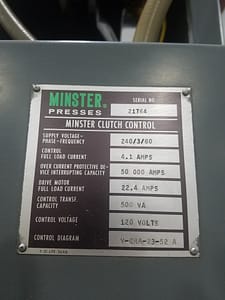 MINSTER®
PRESSES
SERIAL NO
21764
MINSTER CLUTCH CONTROL
SUPPLY VOLTAGE-
PHASE-FREQUENCY
240/3/60
CONTROL
FULL LOAD CURRENT
4.1 AMPS
OVER CURRENT PROTECTIVE DE-
VICE INTERRUPTING CAPACITY
50 000 AMPS
DRIVE MOTOR
FULL LOAD CURRENT
22.4 AMPS
CONTROL TRANSF.
CAPACITY
500 VA
CONTROL VOLTAGE
120 VOLTS
CONTROL DIAGRAM